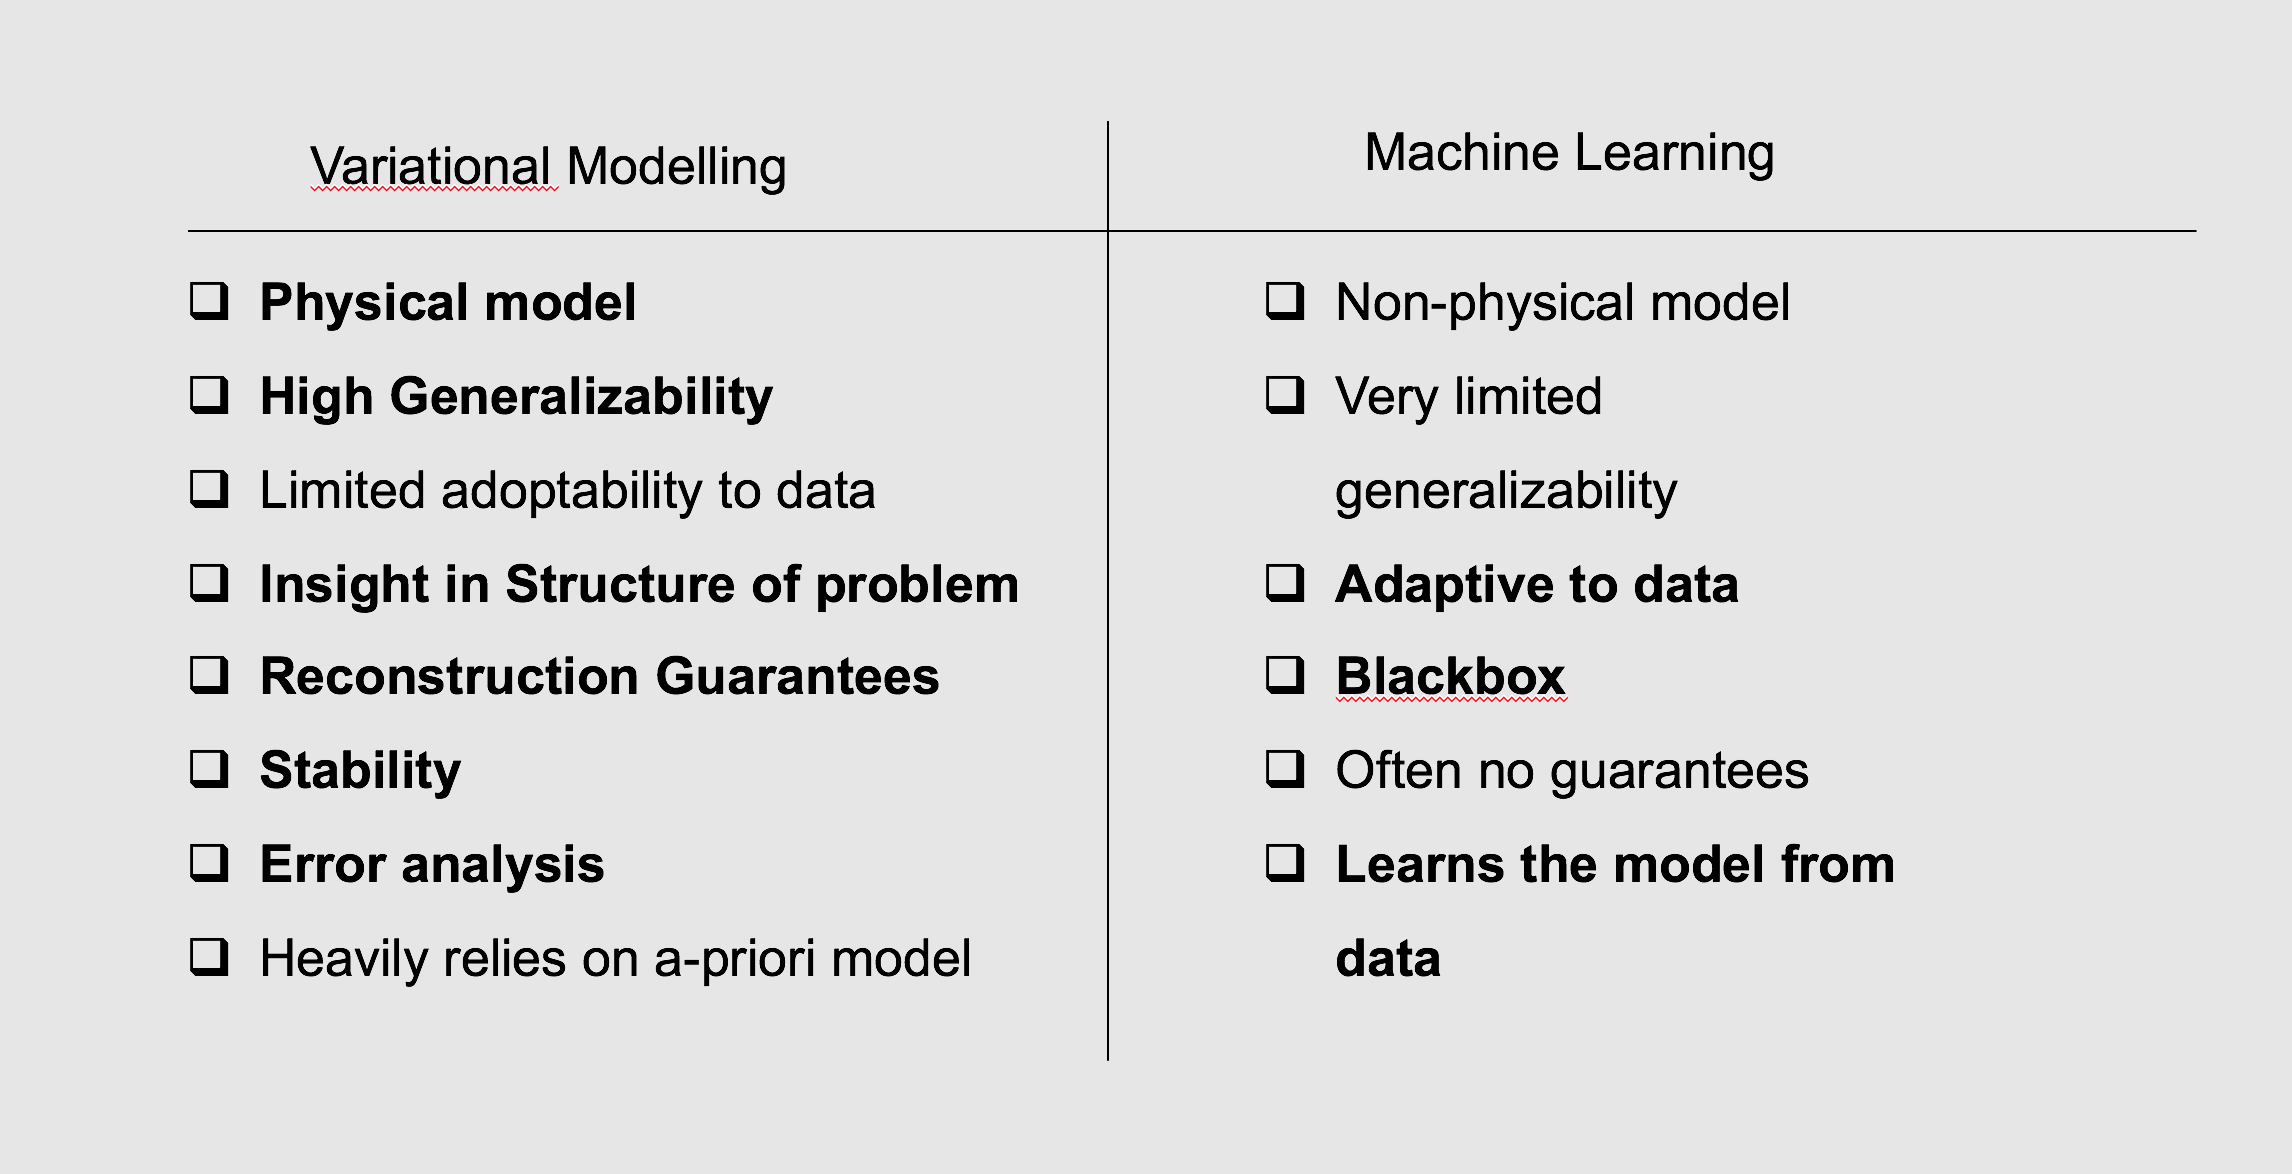 Variational Modelling
Physical model
High Generalizability
Limited adoptability to data
Insight in Structure of problem
Reconstruction Guarantees
Stability
Error analysis
Heavily relies on a-priori model
Machine Learning
Non-physical model
Very limited
generalizability
Adaptive to data
Blackbox
Often no guarantees
Learns the model from
data